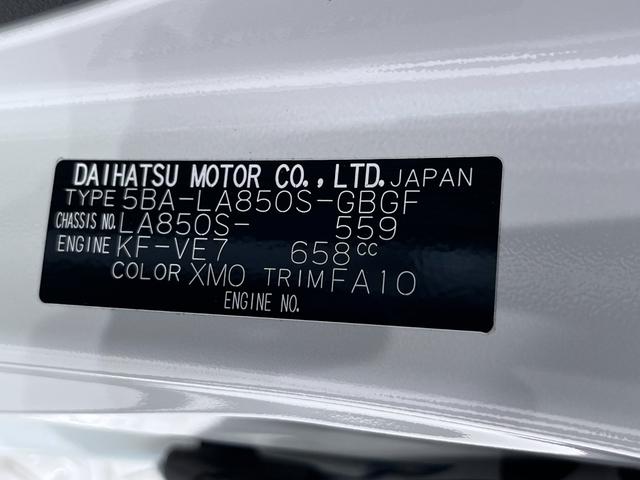 DAIHATSU MOTOR CO., LTD. JAPAN
TYPE 5BA-LA850S-GBGF
CHASSIS NO. LA850S- 559
ENGINE KF-VE7 658cc
COLOR XM0 TRIM FA10
ENGINE NO.